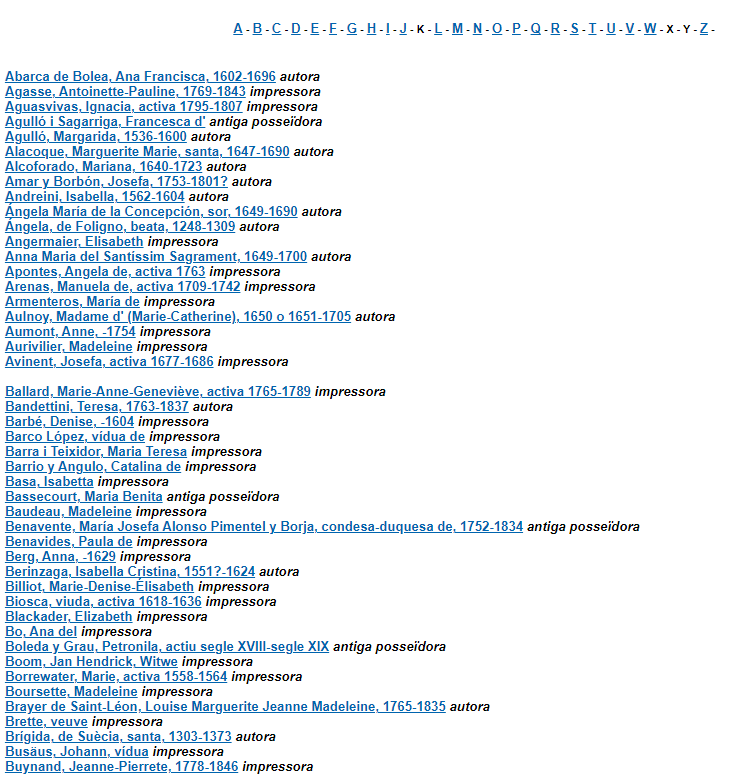 A - B - C - D - E - F - G - H - I - J - K - L - M - N - O - P - Q - R - S - T - U - V - W - X - Y - Z -
Abarca de Bolea, Ana Francisca, 1602-1696 autora
Agasse, Antoinette-Pauline, 1769-1843 impressora
Aguasvivas, Ignacia, activa 1795-1807 impressora
Agulló i Sagarriga, Francesca d' antiga posseïdora
Agulló, Margarida, 1536-1600 autora
Alacoque, Marguerite Marie, santa, 1647-1690 autora
Alcoforado, Mariana, 1640-1723 autora
Amar y Borbón, Josefa, 1753-1801? autora
Andreini, Isabella, 1562-1604 autora
Ángela María de la Concepción, sor, 1649-1690 autora
Ángela, de Foligno, beata, 1248-1309 autora
Angermaier, Elisabeth impressora
Anna Maria del Santíssim Sagrament, 1649-1700 autora
Apontes, Angela de, activa 1763 impressora
Arenas, Manuela de, activa 1709-1742 impressora
Armenteros, María de impressora
Aulnoy, Madame d' (Marie-Catherine), 1650 o 1651-1705 autora
Aumont, Anne, -1754 impressora
Aurivilier, Madeleine impressora
Avinent, Josefa, activa 1677-1686 impressora
Ballard, Marie-Anne-Geneviève, activa 1765-1789 impressora
Bandettini, Teresa, 1763-1837 autora
Barbé, Denise, -1604 impressora
Barco López, vídua de impressora
Barra i Teixidor, Maria Teresa impressora
Barrio y Angulo, Catalina de impressora
Basa, Isabetta impressora
Bassecourt, Maria Benita antiga posseïdora
Baudeau, Madeleine impressora
Benavente, María Josefa Alonso Pimentel y Borja, condesa-duquesa de, 1752-1834 antiga posseïdora
Benavides, Paula de impressora
Berg, Anna, -1629 impressora
Berinzaga, Isabella Cristina, 1551?-1624 autora
Billiot, Marie-Denise-Élisabeth impressora
Biosca, viuda, activa 1618-1636 impressora
Blackader, Elizabeth impressora
Bo, Ana del impressora
Boleda y Grau, Petronila, actiu segle XVIII-segle XIX antiga posseïdora
Boom, Jan Hendrick, Witwe impressora
Borrewater, Marie, activa 1558-1564 impressora
Boursette, Madeleine impressora
Brayer de Saint-Léon, Louise Marguerite Jeanne Madeleine, 1765-1835 autora
Brette, veuve impressora
Brígida, de Suècia, santa, 1303-1373 autora
Busäus, Johann, vídua impressora
Buynand, Jeanne-Pierrete, 1778-1846 impressora